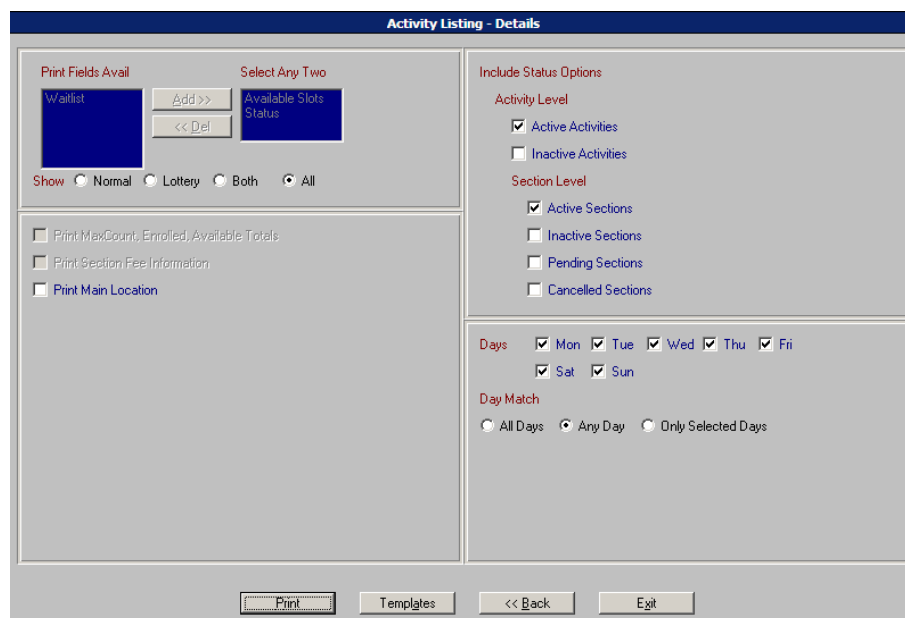 Activity Listing - Details
Print Fields Avail
Select Any Two
Waitlist
Add >>
<< Del
Available Slots
Status
Show Normal Lottery Both All
Print MaxCount, Enrolled, Available Totals
Print Section Fee Information
Print Main Location
Include Status Options
Activity Level
Active Activities
Inactive Activities
Section Level
Active Sections
Inactive Sections
Pending Sections
Cancelled Sections
Days Mon Tue Wed Thu Fri
Sat Sun
Day Match
All Days Any Day Only Selected Days
Print Templates << Back Exit